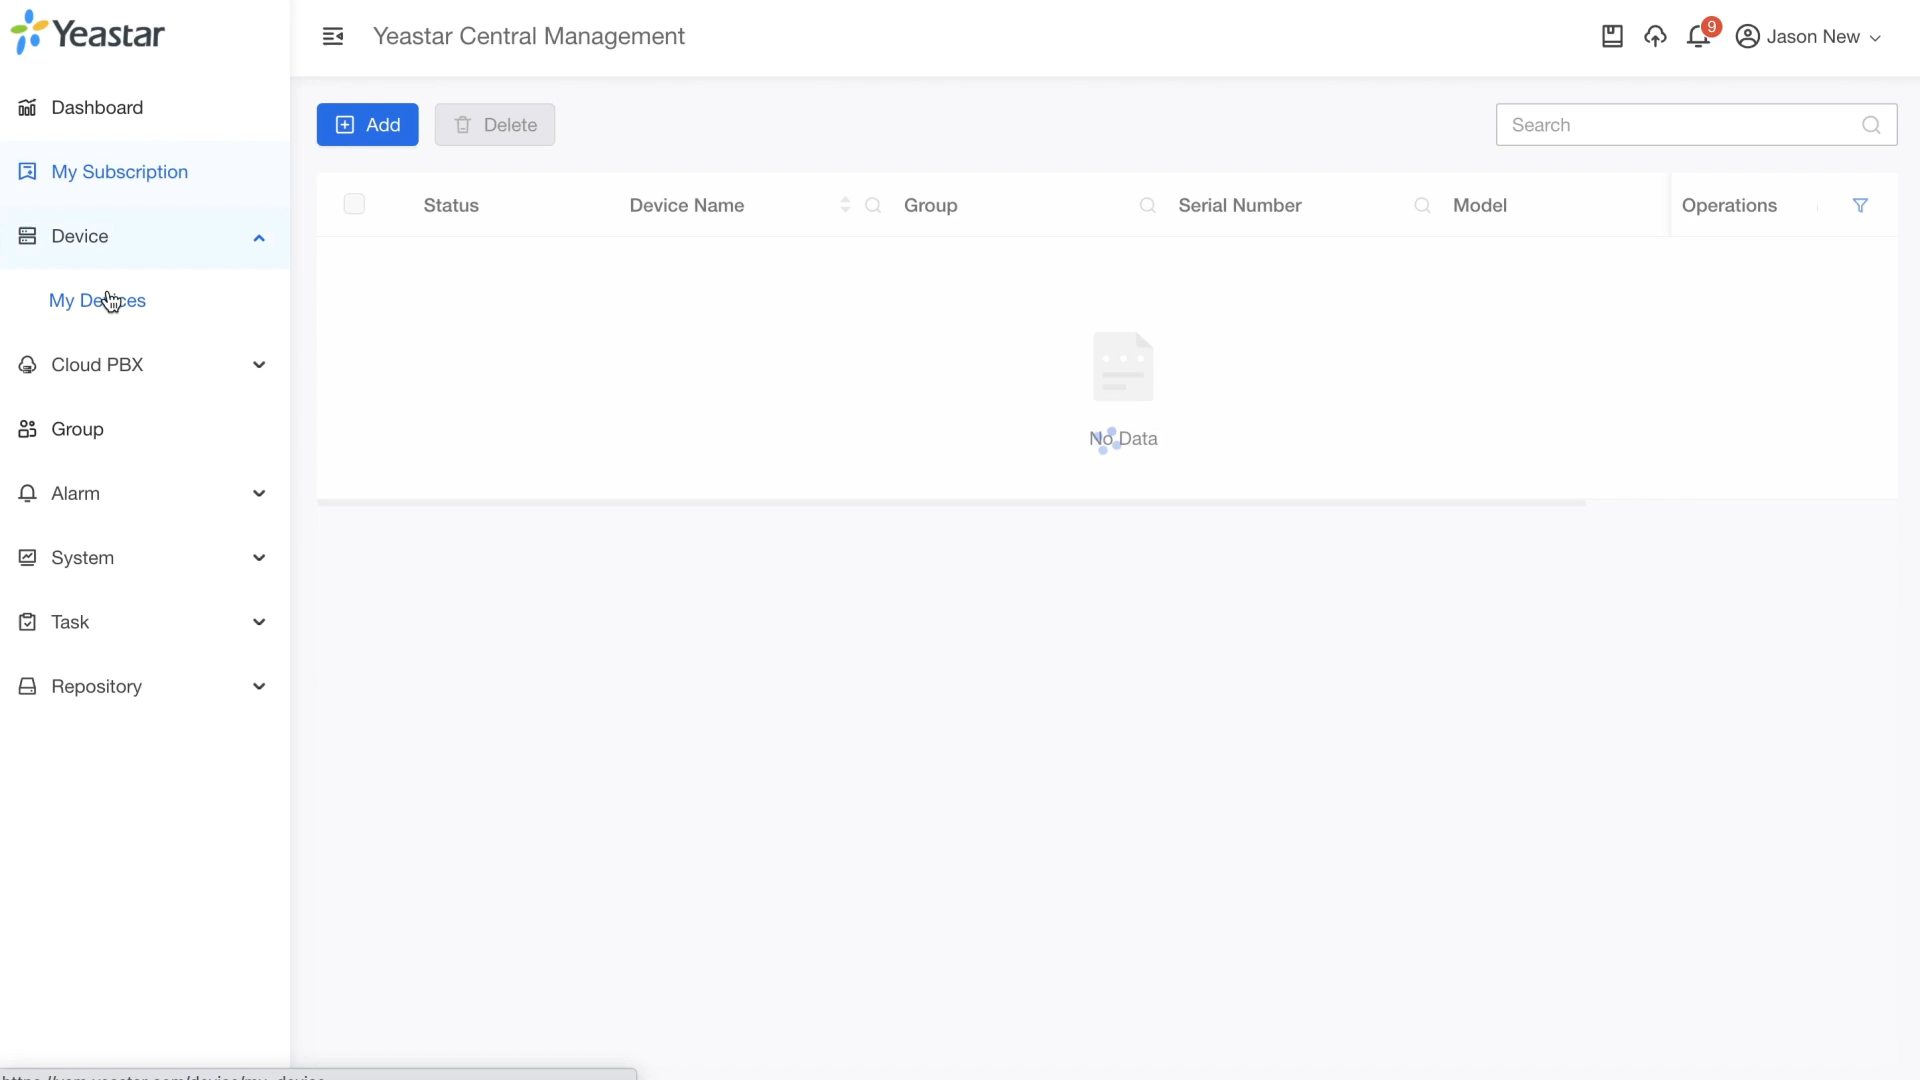 Yeastar
Yeastar Central Management
9
Jason New
Dashboard
My Subscription
Device
My Devices
Cloud PBX
Group
Alarm
System
Task
Repository
Add
Delete
Search
Status
Device Name
Group
Serial Number
Model
Operations
No Data